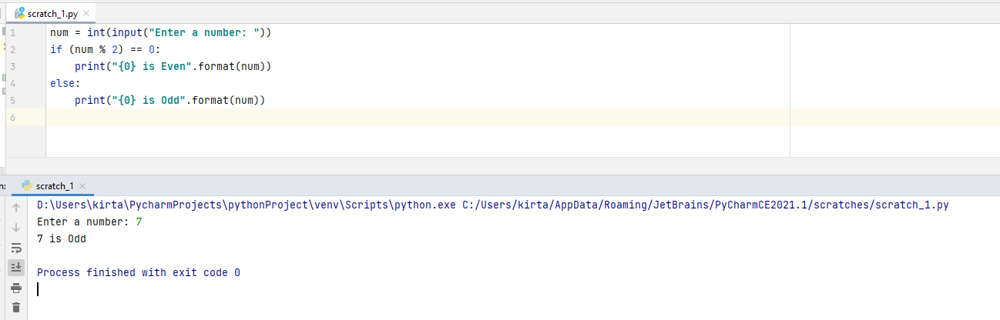 scratch_1.py
1 num = int(input("Enter a number: "))
2 if (num % 2) == 0:
3     print("{0} is Even".format(num))
4 else:
5     print("{0} is Odd".format(num))
6
n: scratch_1
D:\Users\kirta\PycharmProjects\pythonProject\venv\Scripts\python.exe C:/Users/kirta/AppData/Roaming/JetBrains/PyCharmCE2021.1/scratches/scratch_1.py
Enter a number: 7
7 is Odd
Process finished with exit code 0